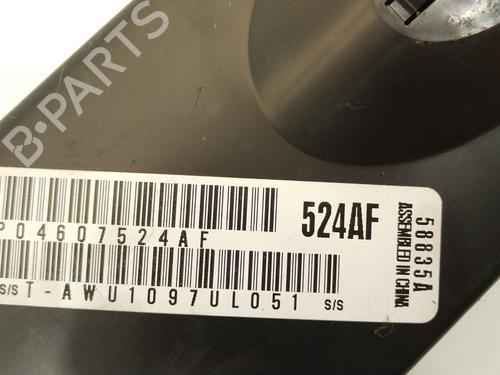 B-PARTS
P04607524AF
524AF
S/S T-AWU1097UL051 S/S
58835A
ASSEMBLED IN CHINA